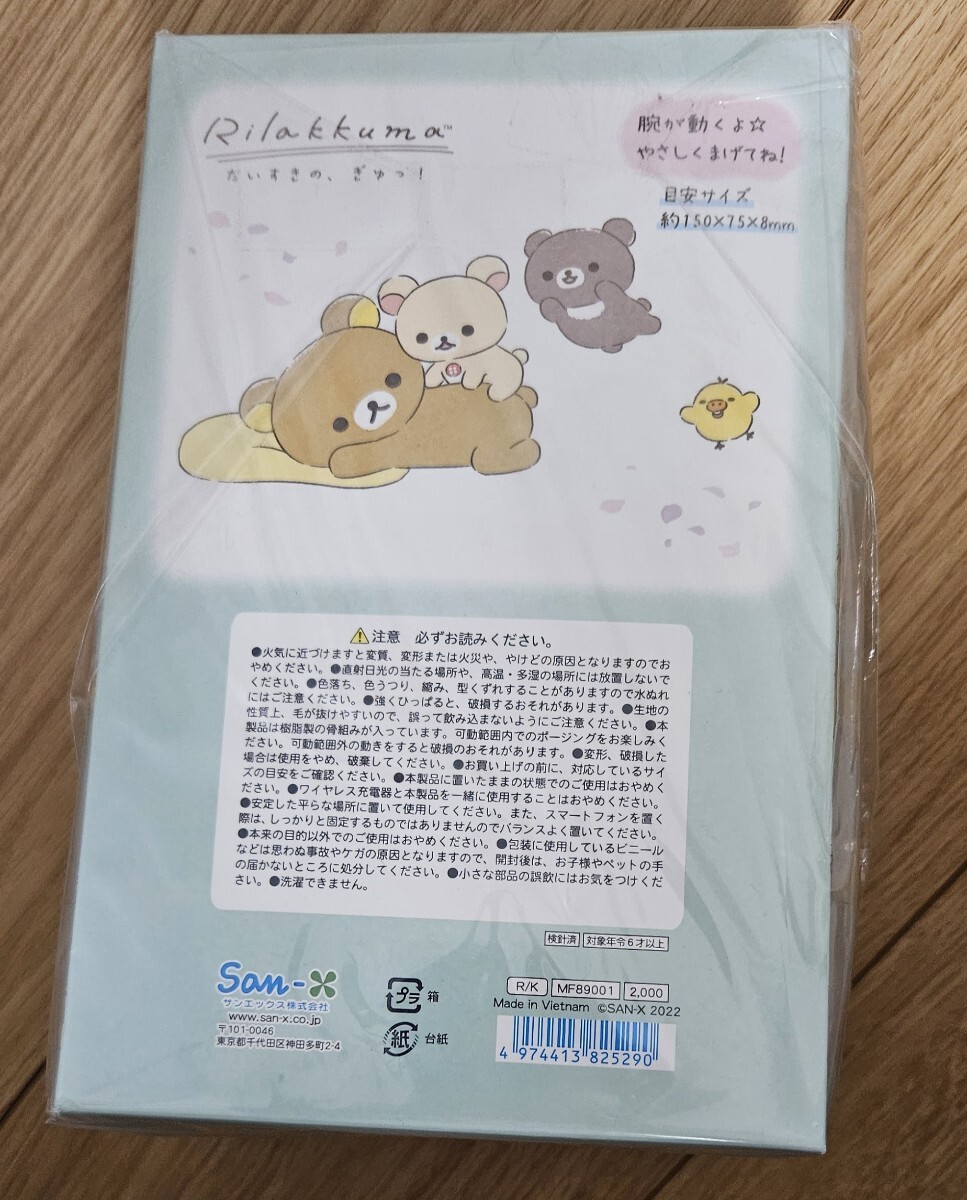 Rilakkuma™
だいすきの、ぎゅっ!
腕が動くよ☆
やさしくまげてね!
目安サイズ
約150×75×8mm
⚠注意 必ずお読みください。
●火気に近づけますと変質、変形または火災や、やけどの原因となりますのでお
やめください。●直射日光の当たる場所や、高温・多湿の場所には放置しないで
ください。●色落ち、色うつり、縮み、型くずれすることがありますので水ぬれ
にはご注意ください。●強くひっぱると、破損するおそれがあります。●生地の
性質上、毛が抜けやすいので、誤って飲み込まないようにご注意ください。●本
製品は樹脂製の骨組みが入っています。可動範囲内でのポージングをお楽しみく
ださい。可動範囲外の動きをすると破損のおそれがあります。●変形、破損した
場合は使用をやめ、破棄してください。●お買い上げの前に、対応しているサイ
ズの目安をご確認ください。●本製品に置いたままの状態でのご使用はおやめく
ださい。●ワイヤレス充電器と本製品を一緒に使用することはおやめください。
●安定した平らな場所に置いて使用してください。また、スマートフォンを置く
際は、しっかりと固定するものではありませんのでバランスよく置いてください。
●本来の目的以外でのご使用はおやめください。●包装に使用しているビニール
などは思わぬ事故やケガの原因となりますので、開封後は、お子様やペットの手
の届かないところに処分してください。●小さな部品の誤飲にはお気をつけくだ
さい。●洗濯できません。
検針済 対象年令6才以上
San-X
サンエックス株式会社
www.san-x.co.jp
〒101-0046
東京都千代田区神田多町2-4
プラ 箱
紙 台紙
R/K MF89001 2,000
Made in Vietnam ©SAN-X 2022
4 974413 825290